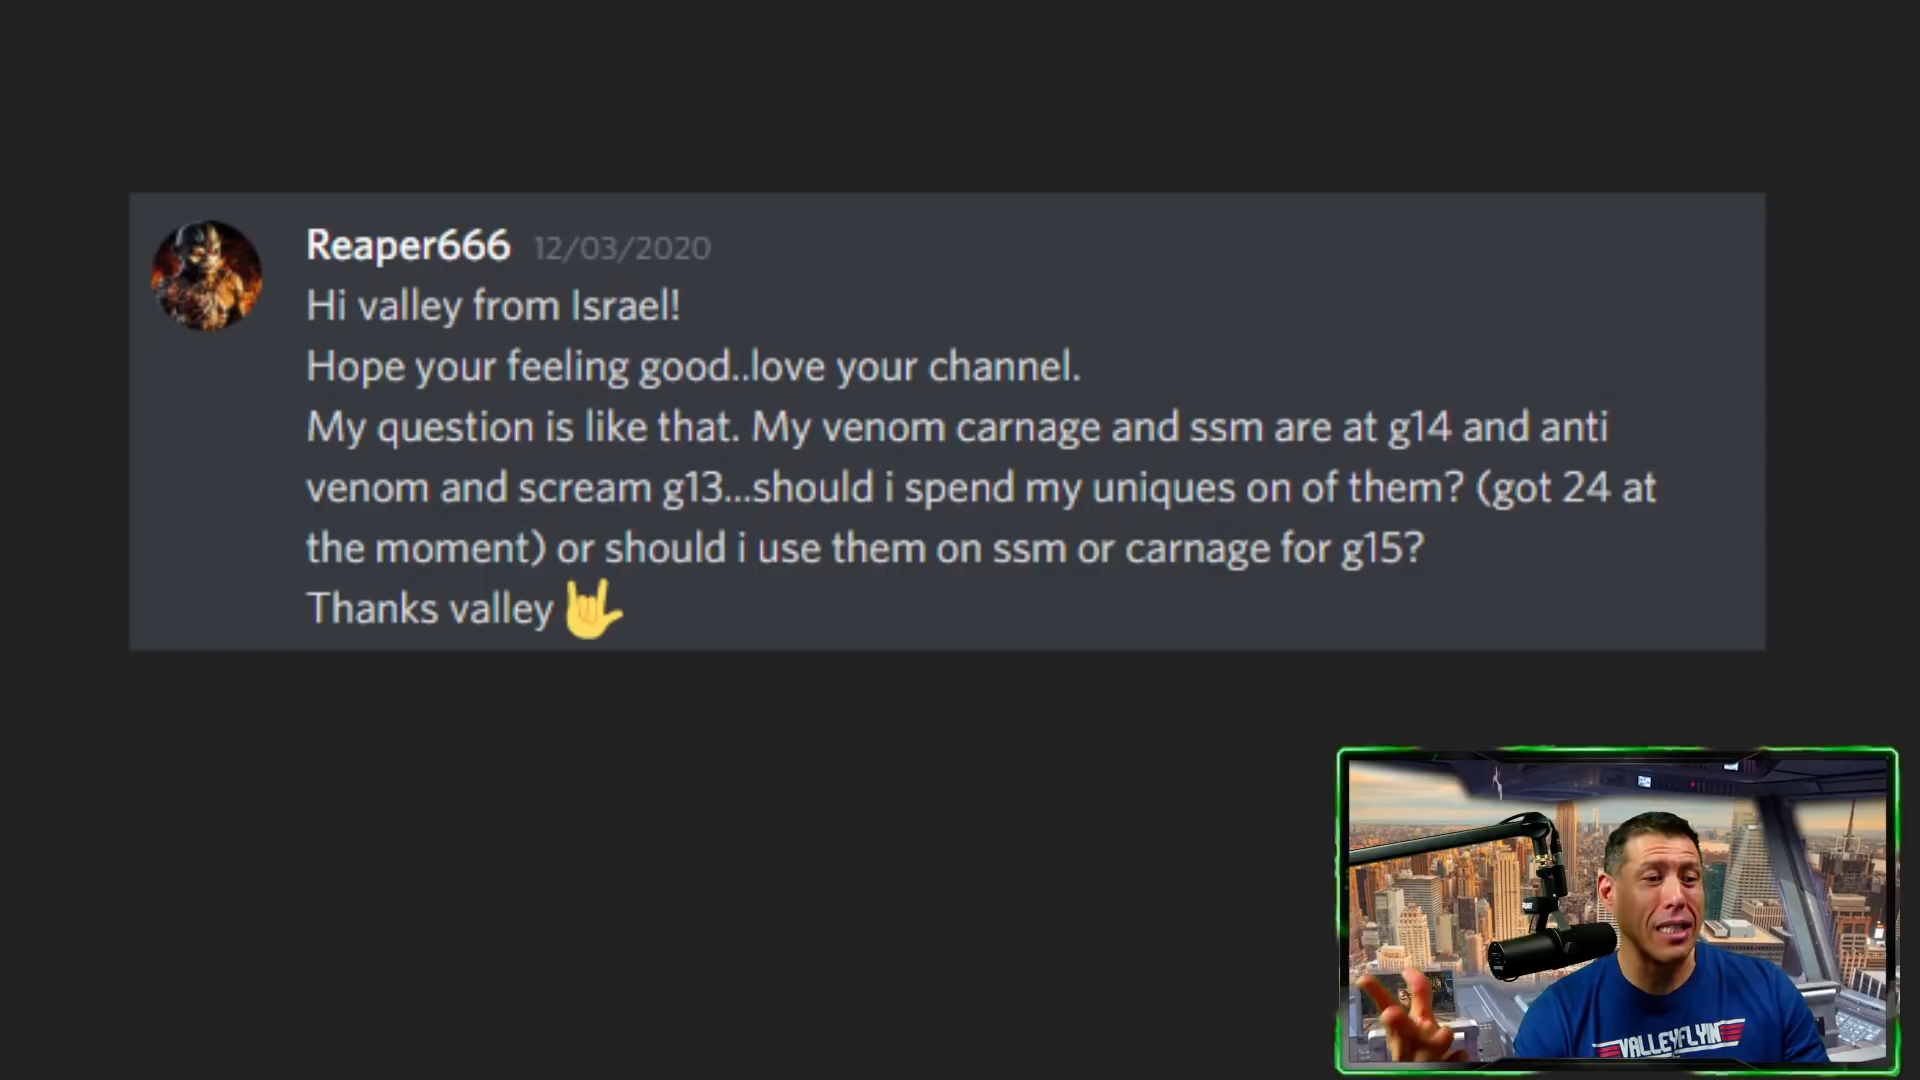 Reaper666 12/03/2020
Hi valley from Israel!
Hope your feeling good..love your channel.
My question is like that. My venom carnage and ssm are at g14 and anti
venom and scream g13...should i spend my uniques on of them? (got 24 at
the moment) or should i use them on ssm or carnage for g15?
Thanks valley 🤟
VALLEYFLYIN